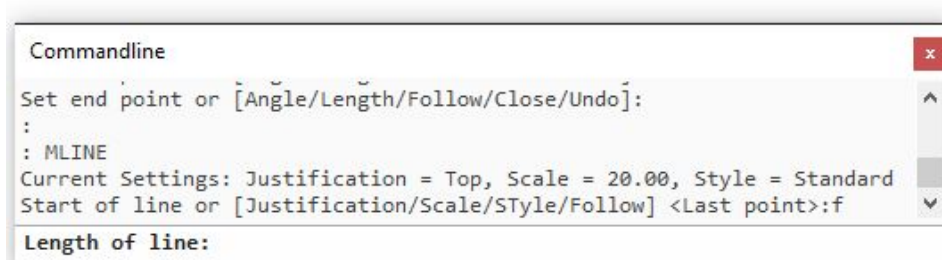 Commandline
x
Set end point or [Angle/Length/Follow/Close/Undo]:
:
: MLINE
Current Settings: Justification = Top, Scale = 20.00, Style = Standard
Start of line or [Justification/Scale/STyle/Follow] <Last point>:f
Length of line: